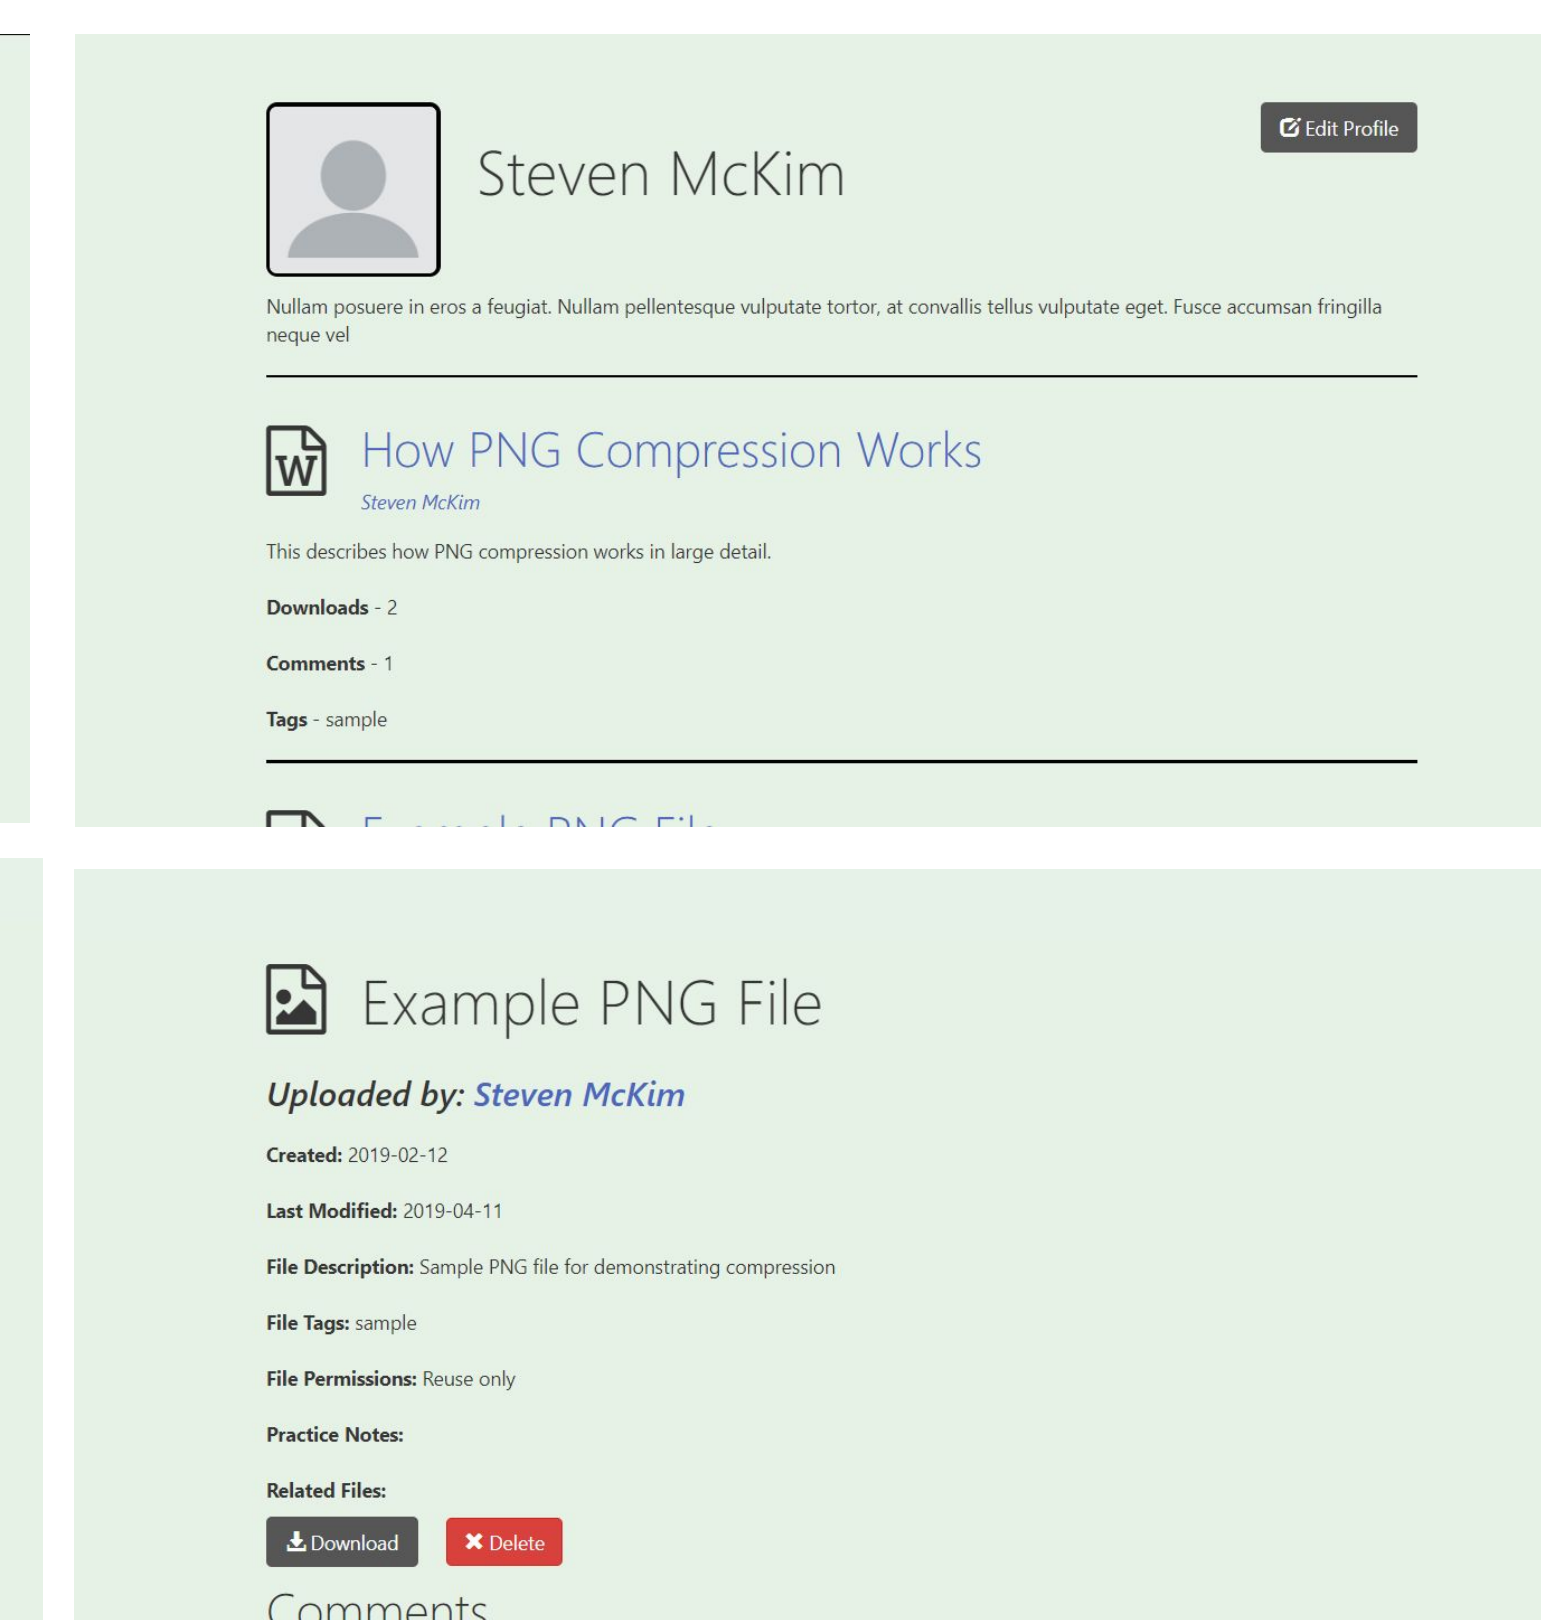 Edit Profile
Steven McKim
Nullam posuere in eros a feugiat. Nullam pellentesque vulputate tortor, at convallis tellus vulputate eget. Fusce accumsan fringilla
neque vel
W
How PNG Compression Works
Steven McKim
This describes how PNG compression works in large detail.
Downloads - 2
Comments - 1
Tags - sample
Example PNG File
Example PNG File
Uploaded by: Steven McKim
Created: 2019-02-12
Last Modified: 2019-04-11
File Description: Sample PNG file for demonstrating compression
File Tags: sample
File Permissions: Reuse only
Practice Notes:
Related Files:
Download Delete
Comments